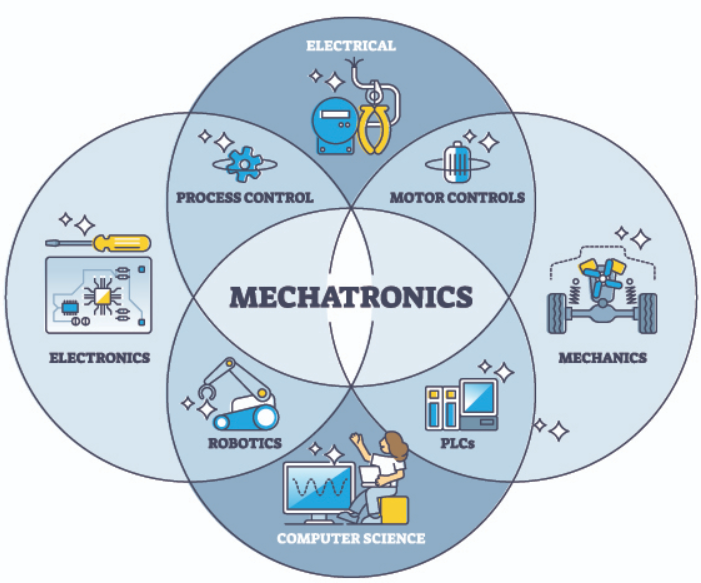 ELECTRICAL
PROCESS CONTROL
MOTOR CONTROLS
MECHATRONICS
ELECTRONICS
MECHANICS
ROBOTICS
PLCs
COMPUTER SCIENCE